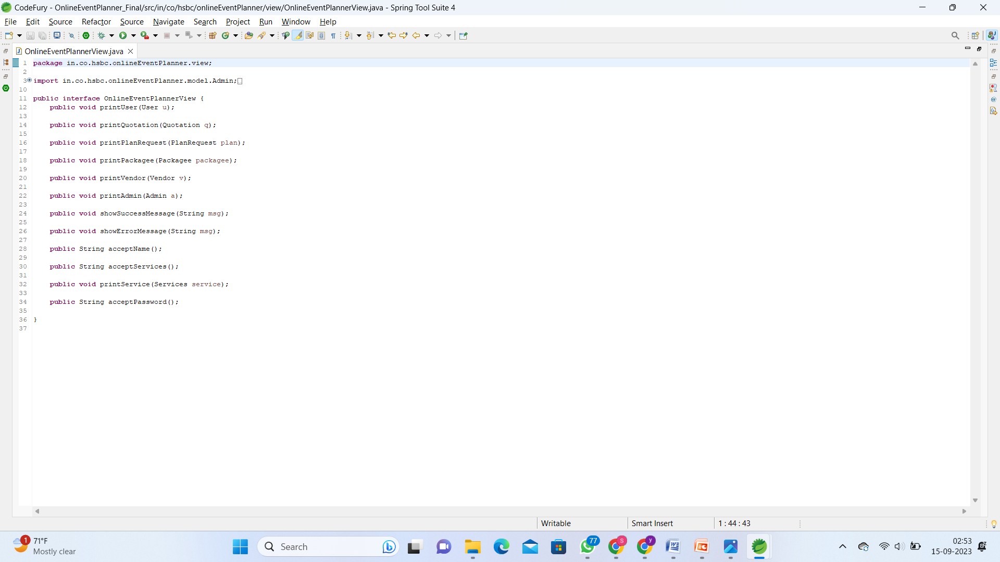 CodeFury - OnlineEventPlanner_Final/src/in/co/hsbc/onlineEventPlanner/view/OnlineEventPlannerView.java - Spring Tool Suite 4
File Edit Source Refactor Source Navigate Search Project Run Window Help
OnlineEventPlannerView.java
1 package in.co.hsbc.onlineEventPlanner.view;
2
3 import in.co.hsbc.onlineEventPlanner.model.Admin;
10
11 public interface OnlineEventPlannerView {
12 public void printUser(User u);
13
14 public void printQuotation(Quotation q);
15
16 public void printPlanRequest(PlanRequest plan);
17
18 public void printPackagee(Packagee packagee);
19
20 public void printVendor(Vendor v);
21
22 public void printAdmin(Admin a);
23
24 public void showSuccessMessage(String msg);
25
26 public void showErrorMessage(String msg);
27
28 public String acceptName();
29
30 public String acceptServices();
31
32 public void printService(Services service);
33
34 public String acceptPassword();
35
36 }
37
Writable Smart Insert 1 : 44 : 43
1
71°F
Mostly clear
Search
77
S
y
02:53
15-09-2023